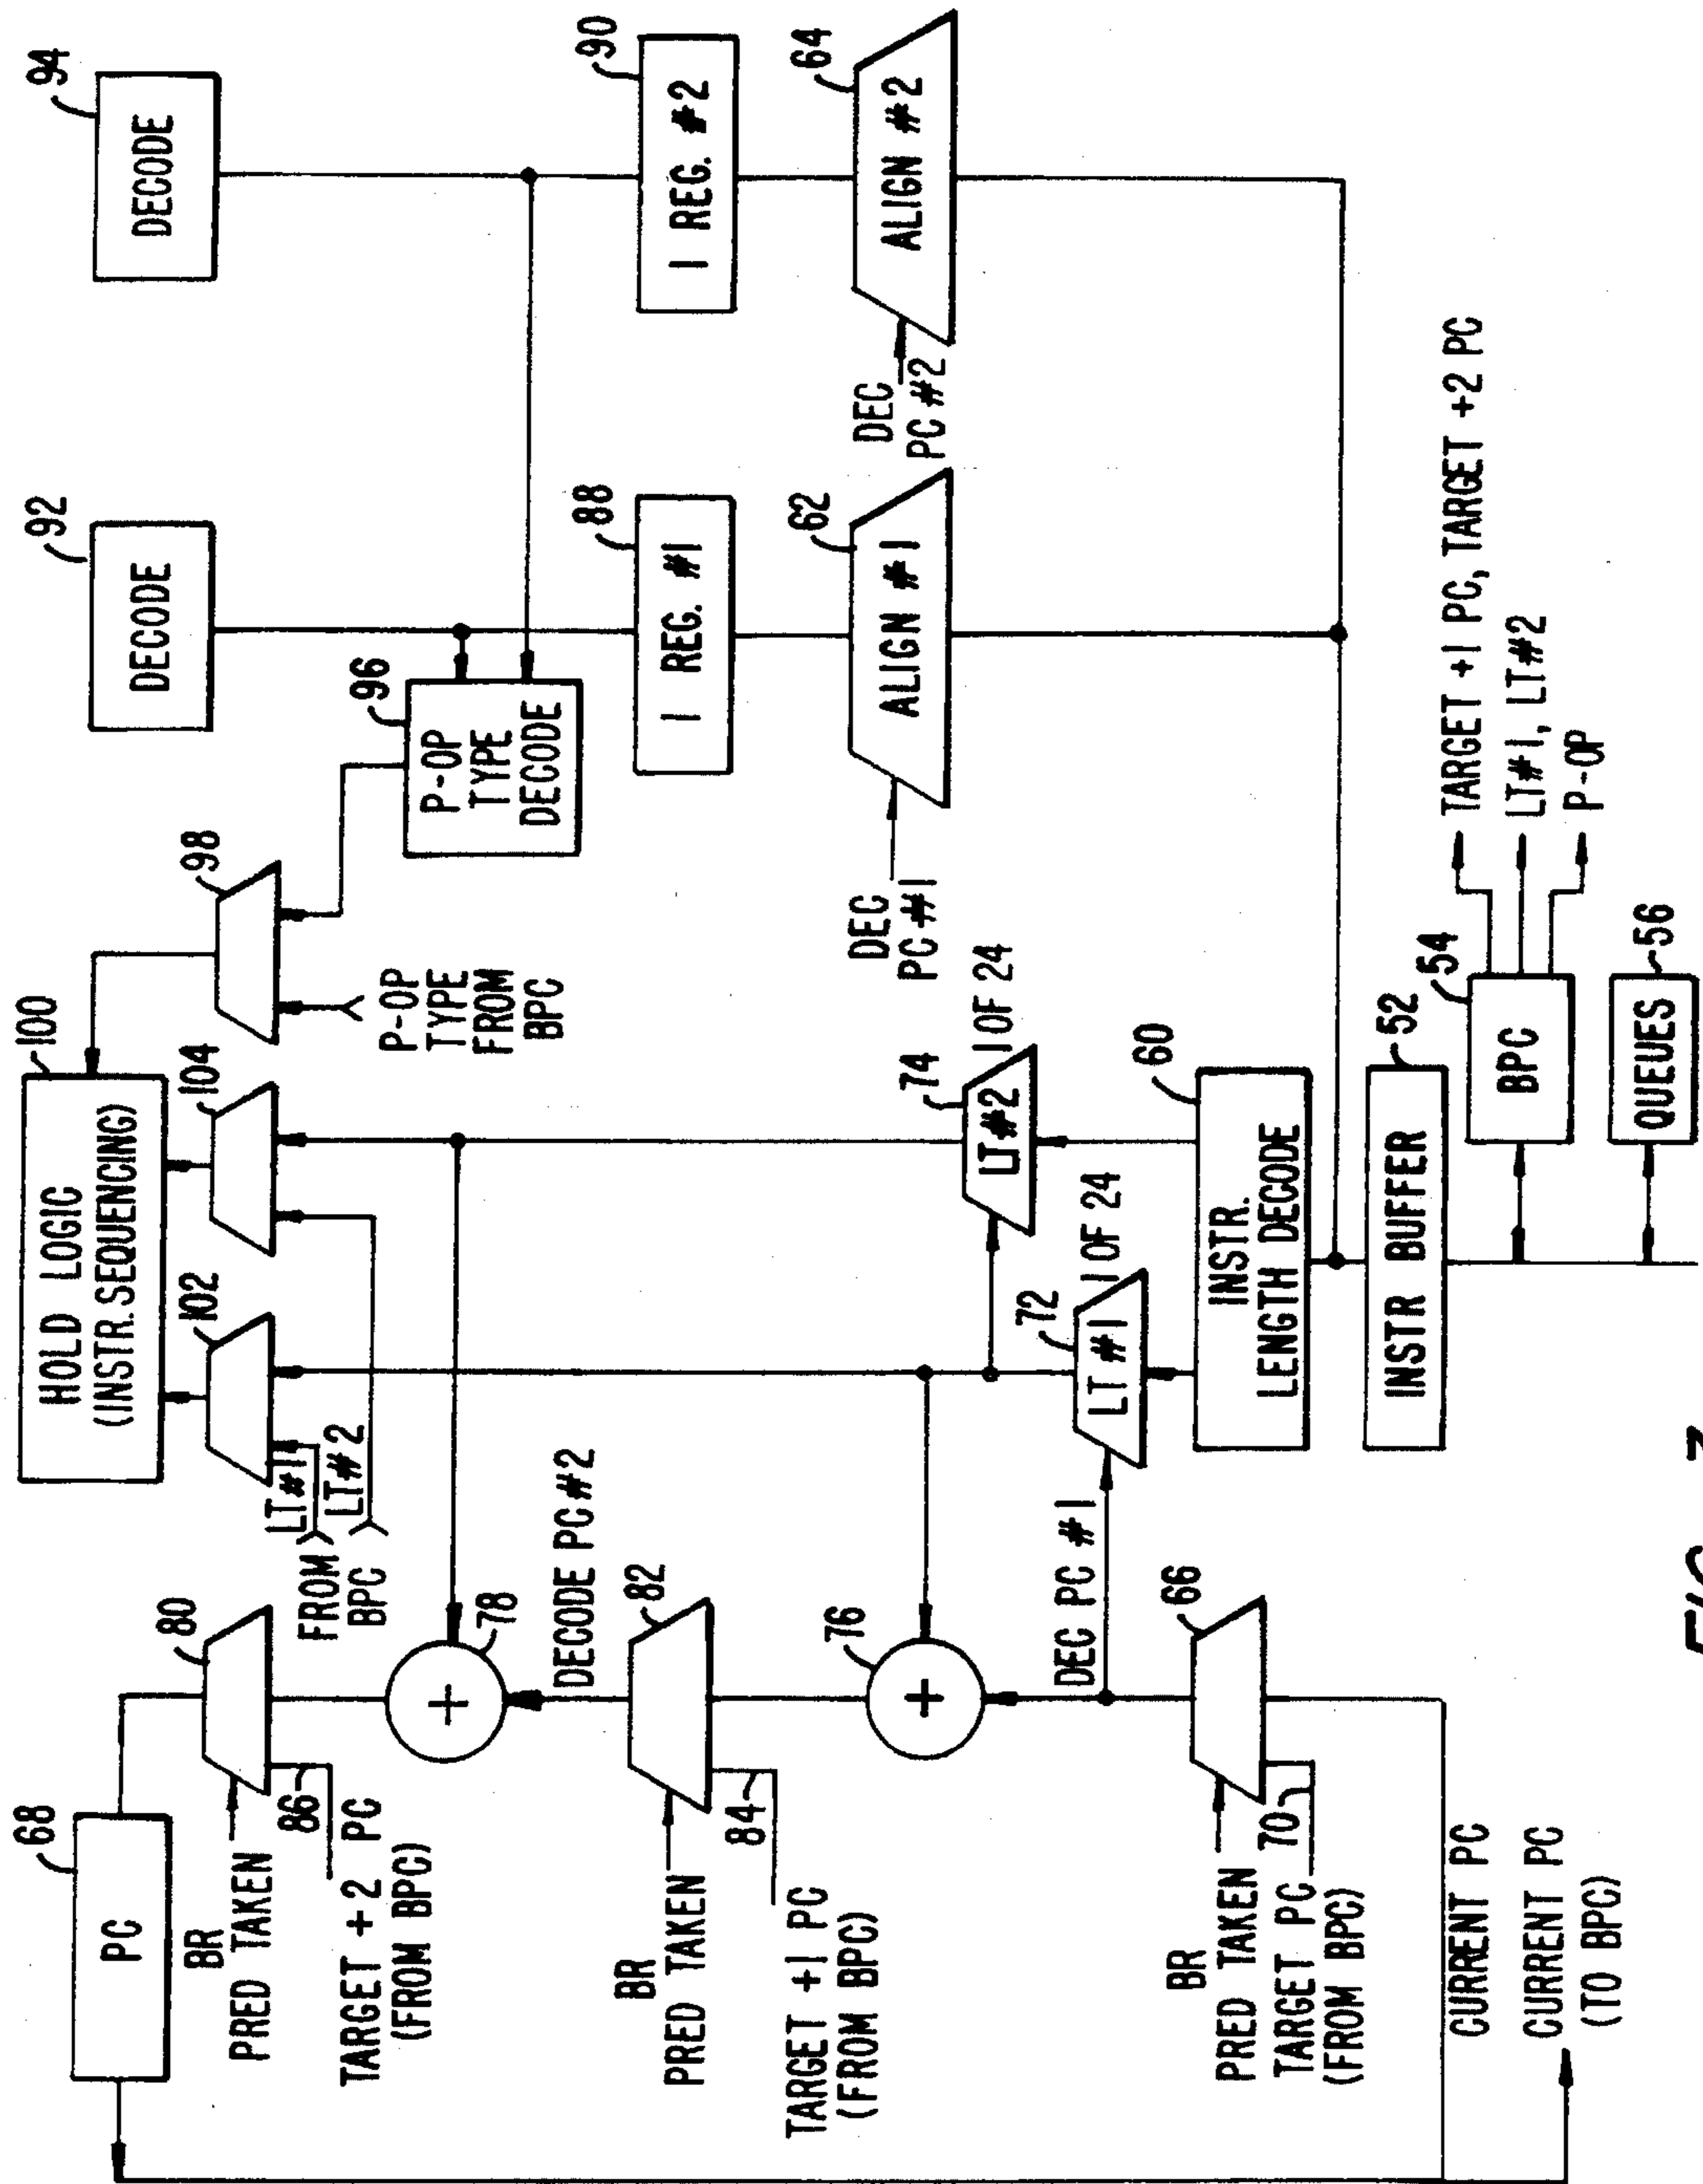 94
DECODE
92
DECODE
90
I REG. #2
88
I REG. #1
96
P-OP
TYPE
DECODE
64
ALIGN #2
DEC
PC #2
62
ALIGN #1
DEC
PC #1
98
P-OP
TYPE
FROM
BPC
100
HOLD LOGIC
(INSTR. SEQUENCING)
104
102
LT#1
LT#2
FROM
BPC
74
LT#2
1 OF 24
72
LT #1
1 OF 24
60
INSTR.
LENGTH DECODE
52
INSTR BUFFER
54
BPC
TARGET +1 PC, TARGET +2 PC
LT#1, LT#2
P-OP
56
QUEUES
68
PC
80
BR
PRED TAKEN
86
TARGET +2 PC
(FROM BPC)
78
+
DECODE PC #2
82
BR
PRED TAKEN
84
TARGET +1 PC
(FROM BPC)
76
+
DEC PC #1
66
BR
PRED TAKEN
70
TARGET PC
(FROM BPC)
CURRENT PC
CURRENT PC
(TO BPC)